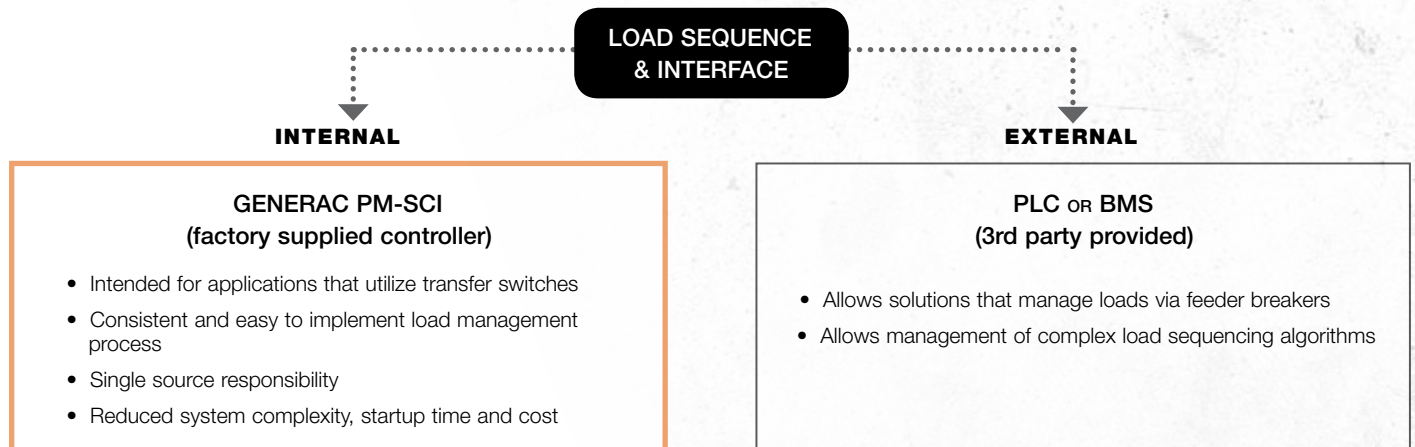 LOAD SEQUENCE
& INTERFACE
INTERNAL
GENERAC PM-SCI
(factory supplied controller)
• Intended for applications that utilize transfer switches
• Consistent and easy to implement load management
process
• Single source responsibility
• Reduced system complexity, startup time and cost
EXTERNAL
PLC OR BMS
(3rd party provided)
• Allows solutions that manage loads via feeder breakers
• Allows management of complex load sequencing algorithms